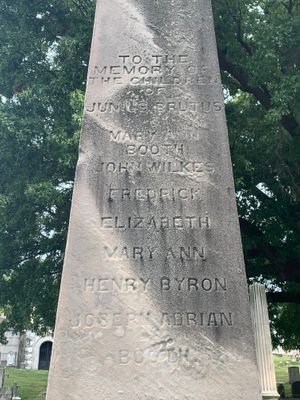 TO THE
MEMORY OF
THE CHILDREN
OF
JUNIUS BRUTUS
MARY ANN
BOOTH
JOHN WILKES
FREDRICK
ELIZABETH
MARY ANN
HENRY BYRON
JOSEPH ADRIAN
BOOTH